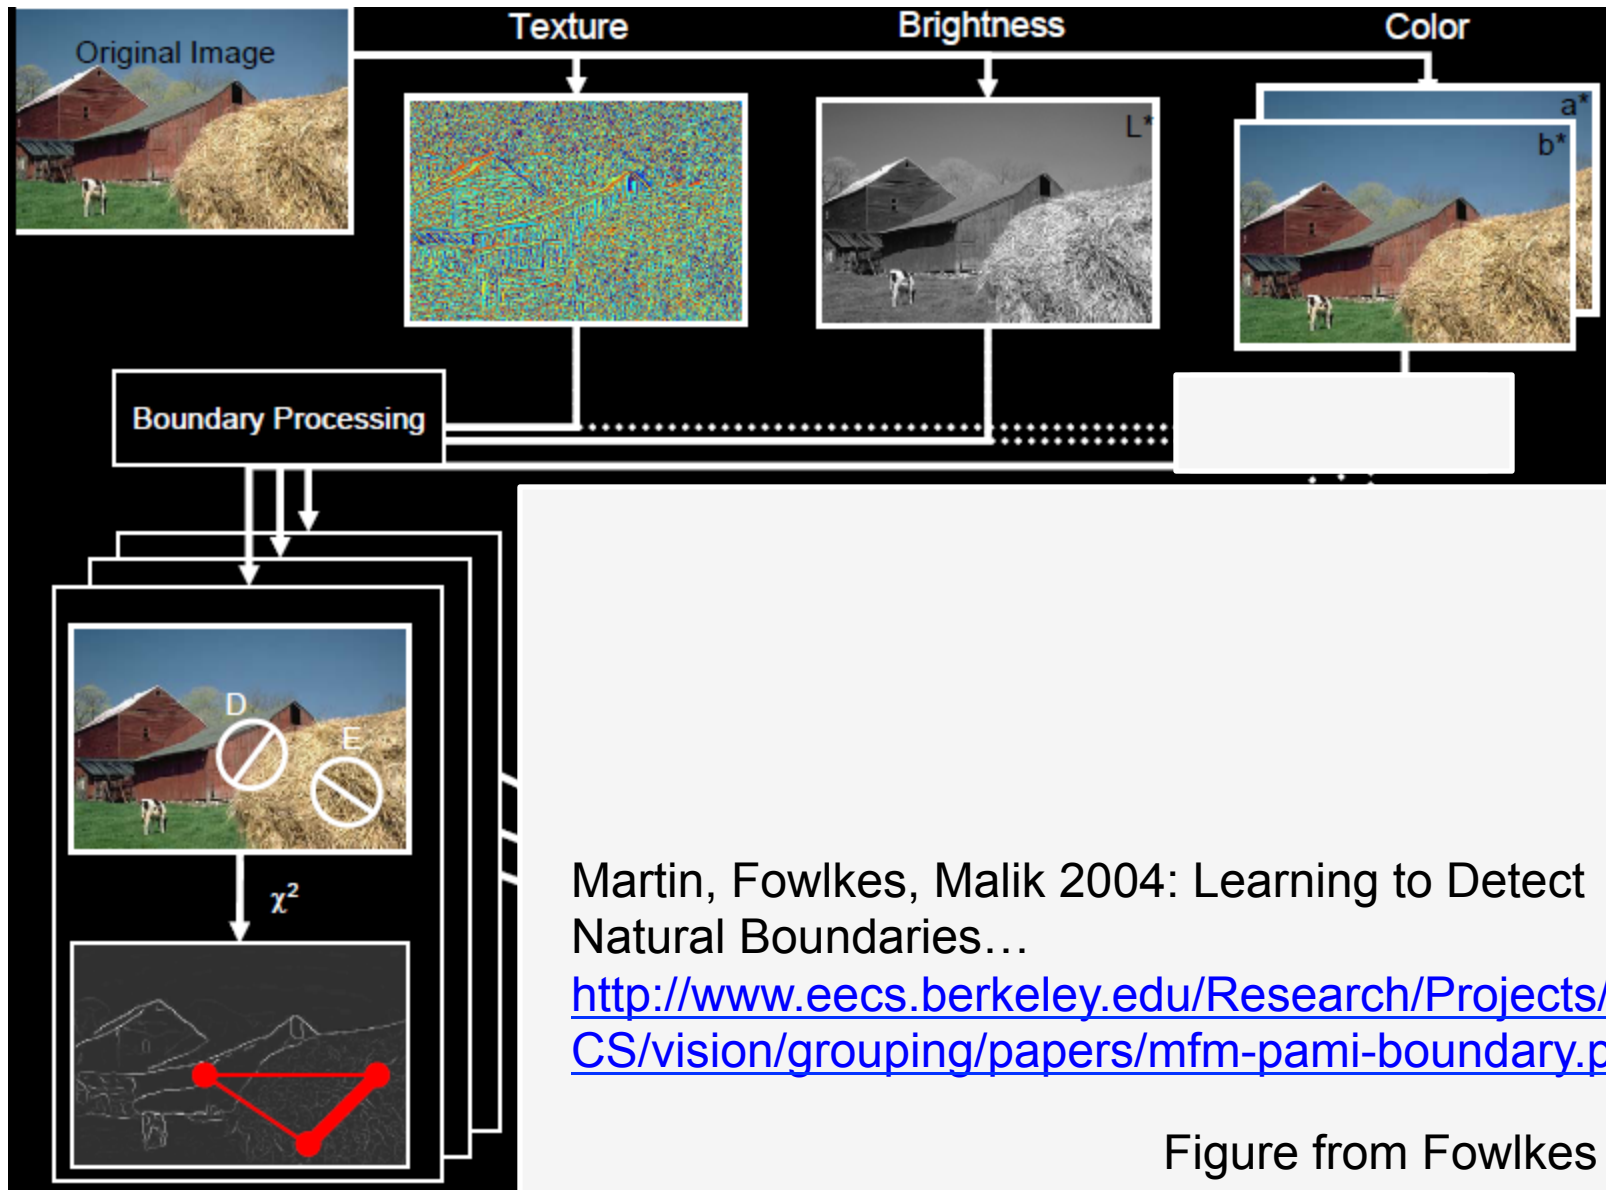 Original Image
Texture
Brightness
Color
L*
a*
b*
Boundary Processing
D
E
χ²
Martin, Fowlkes, Malik 2004: Learning to Detect
Natural Boundaries…
http://www.eecs.berkeley.edu/Research/Projects/
CS/vision/grouping/papers/mfm-pami-boundary.p
Figure from Fowlkes